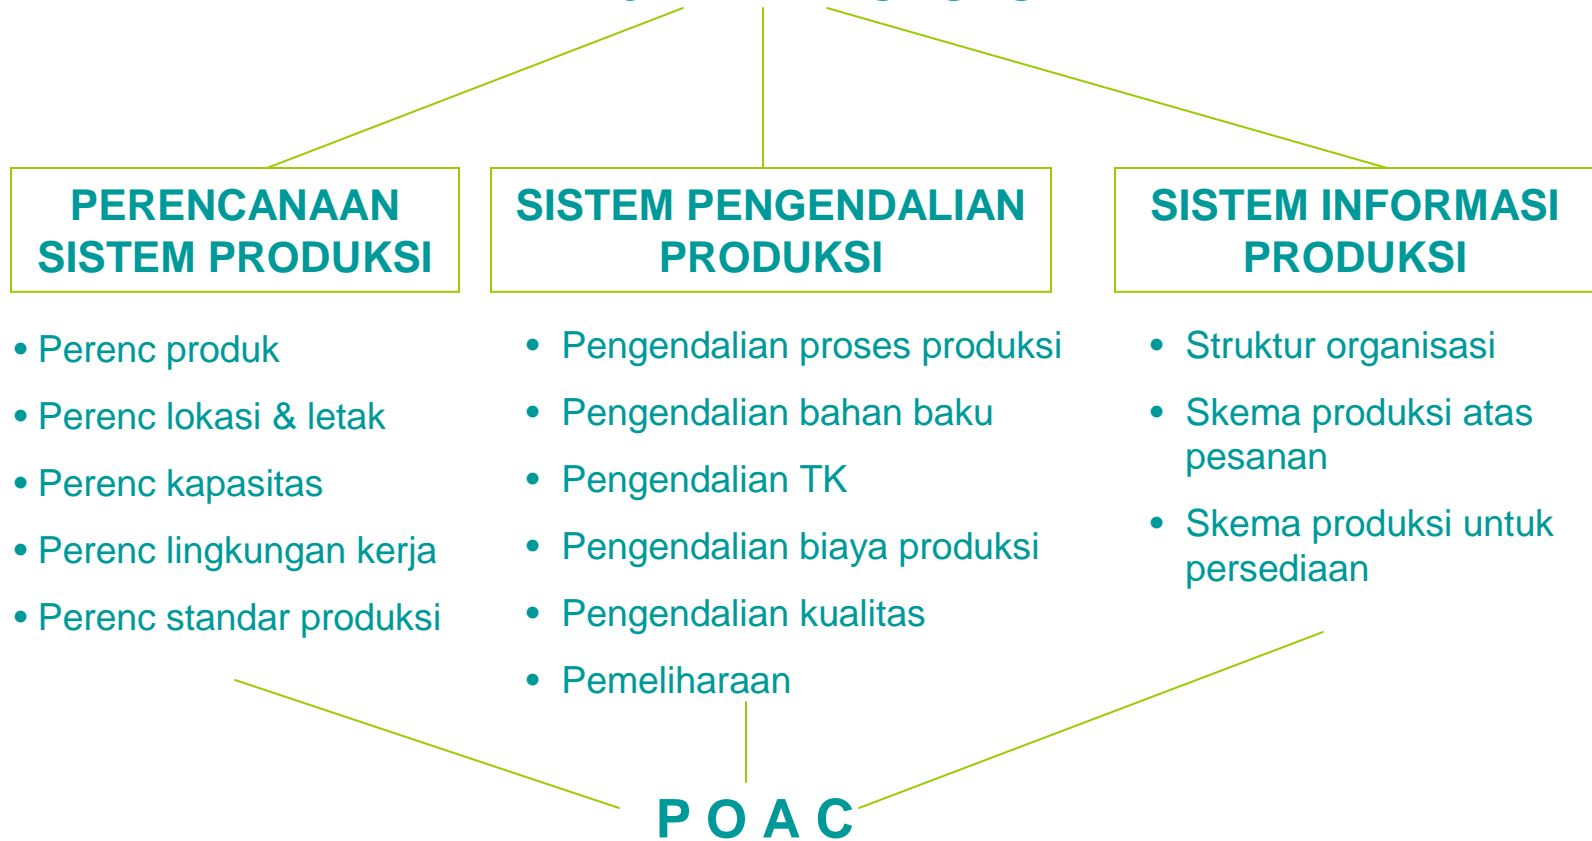 PERENCANAAN
SISTEM PRODUKSI
• Perenc produk
• Perenc lokasi & letak
• Perenc kapasitas
• Perenc lingkungan kerja
• Perenc standar produksi
SISTEM PENGENDALIAN
PRODUKSI
• Pengendalian proses produksi
• Pengendalian bahan baku
• Pengendalian TK
• Pengendalian biaya produksi
• Pengendalian kualitas
• Pemeliharaan
SISTEM INFORMASI
PRODUKSI
• Struktur organisasi
• Skema produksi atas
pesanan
• Skema produksi untuk
persediaan
P O A C